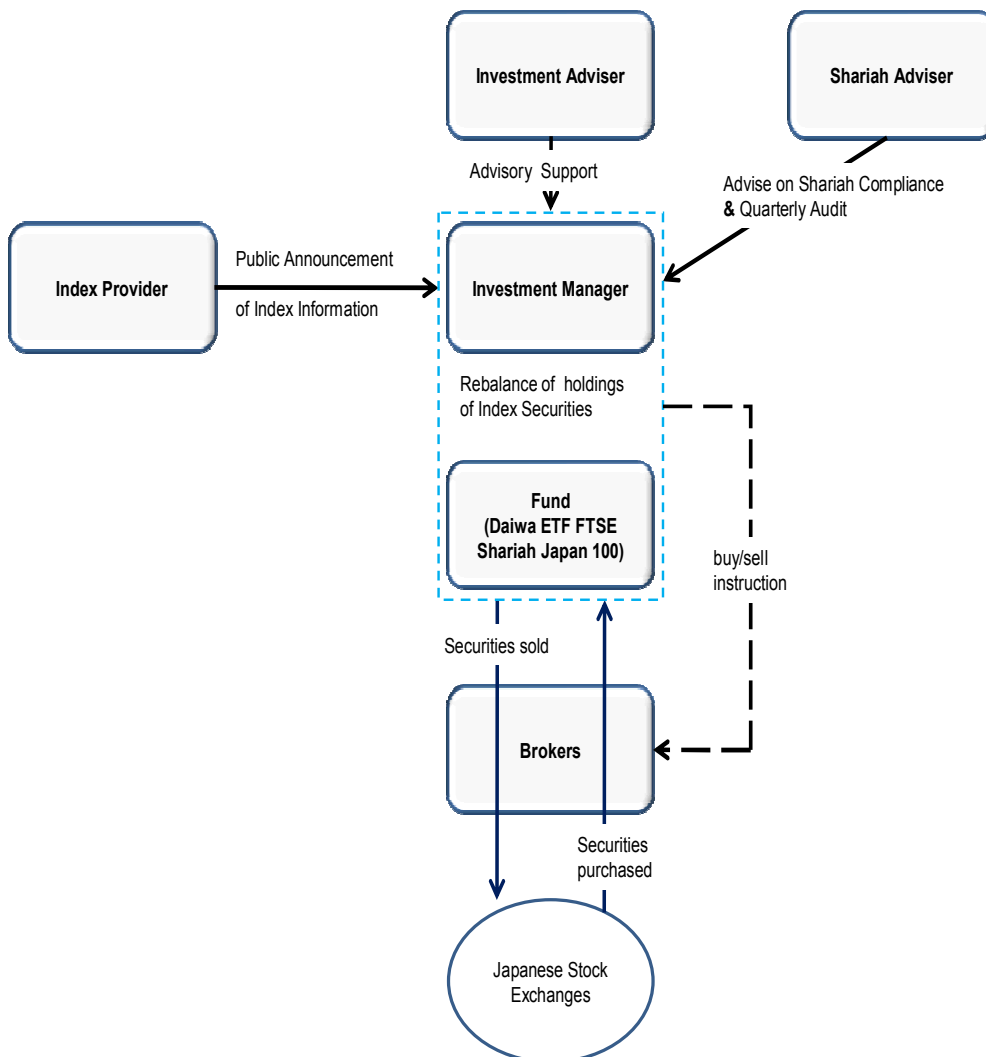 Investment Adviser
Shariah Adviser
Advisory Support
Advise on Shariah Compliance
& Quarterly Audit
Index Provider
Public Announcement
of Index Information
Investment Manager
Rebalance of holdings
of Index Securities
Fund
(Daiwa ETF FTSE
Shariah Japan 100)
buy/sell
instruction
Securities sold
Brokers
Securities
purchased
Japanese Stock
Exchanges